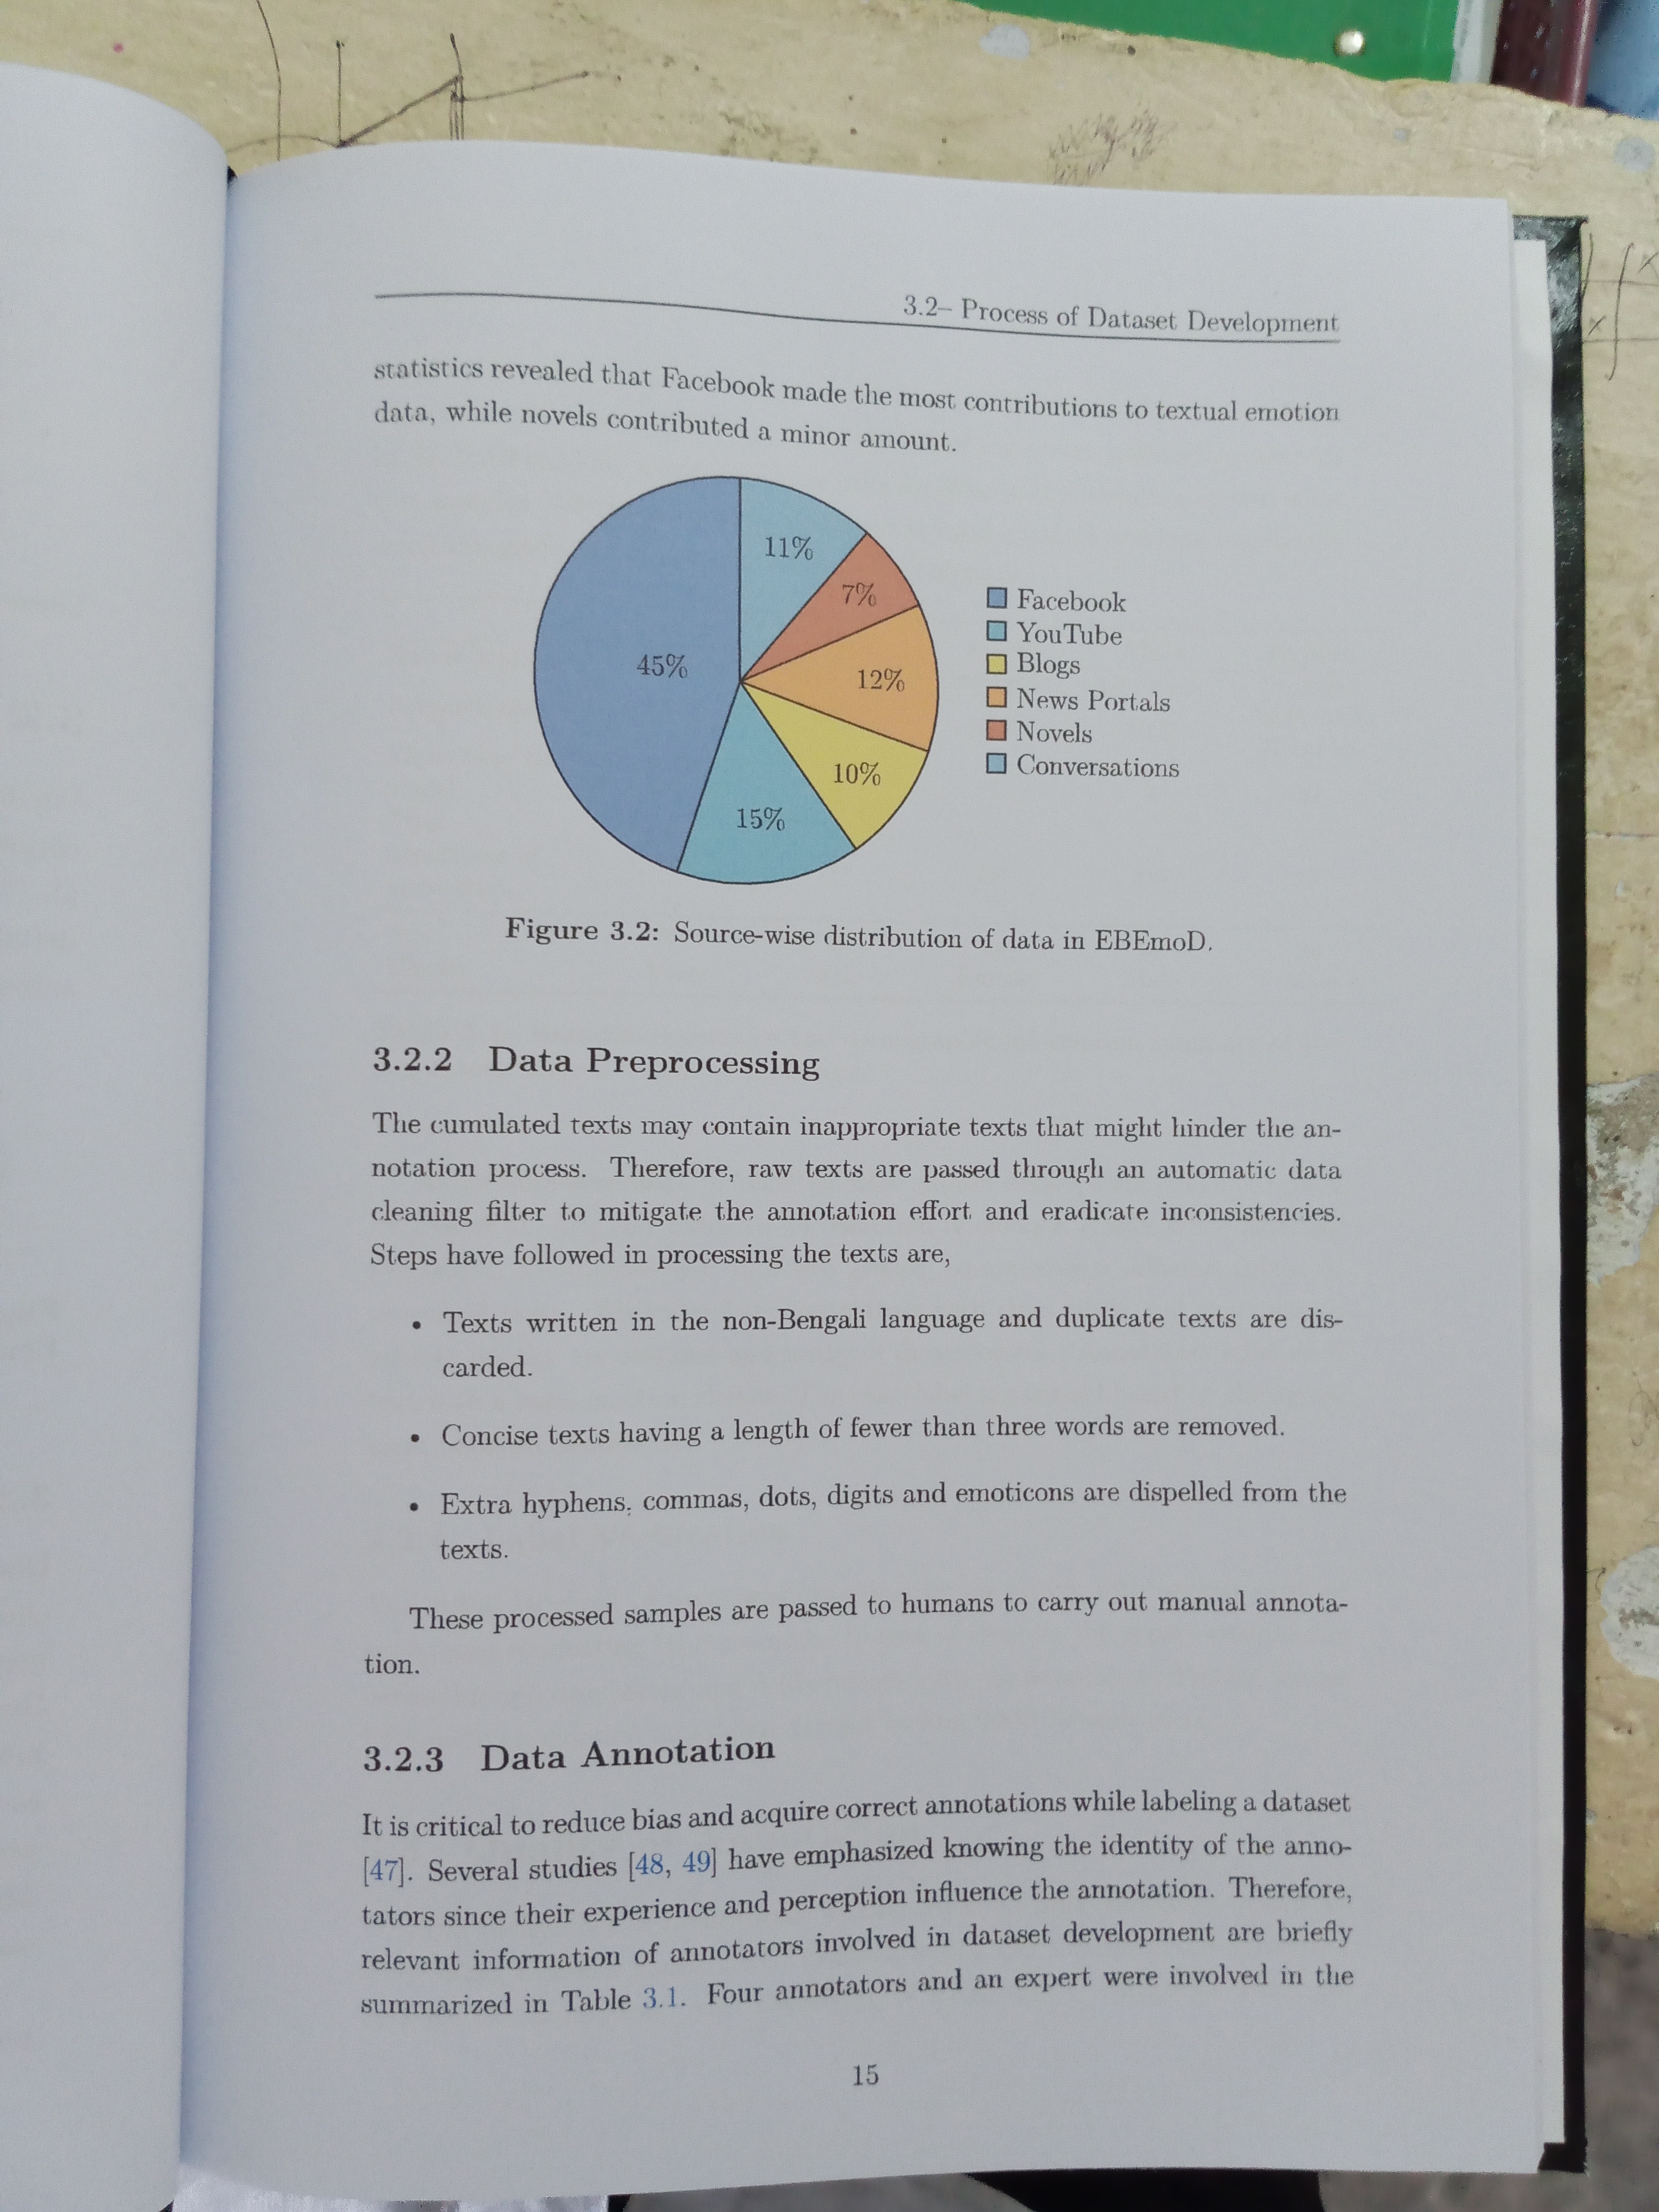 3.2– Process of Dataset Development
statistics revealed that Facebook made the most contributions to textual emotion
data, while novels contributed a minor amount.
11%
7%
45%
12%
10%
15%
Facebook
YouTube
Blogs
News Portals
Novels
Conversations
Figure 3.2: Source-wise distribution of data in EBEmoD.
3.2.2 Data Preprocessing
The cumulated texts may contain inappropriate texts that might hinder the an-
notation process. Therefore, raw texts are passed through an automatic data
cleaning filter to mitigate the annotation effort and eradicate inconsistencies.
Steps have followed in processing the texts are,
• Texts written in the non-Bengali language and duplicate texts are dis-
carded.
• Concise texts having a length of fewer than three words are removed.
• Extra hyphens, commas, dots, digits and emoticons are dispelled from the
texts.
These processed samples are passed to humans to carry out manual annota-
tion.
3.2.3 Data Annotation
It is critical to reduce bias and acquire correct annotations while labeling a dataset
[47]. Several studies [48, 49] have emphasized knowing the identity of the anno-
tators since their experience and perception influence the annotation. Therefore,
relevant information of annotators involved in dataset development are briefly
summarized in Table 3.1. Four annotators and an expert were involved in the
15